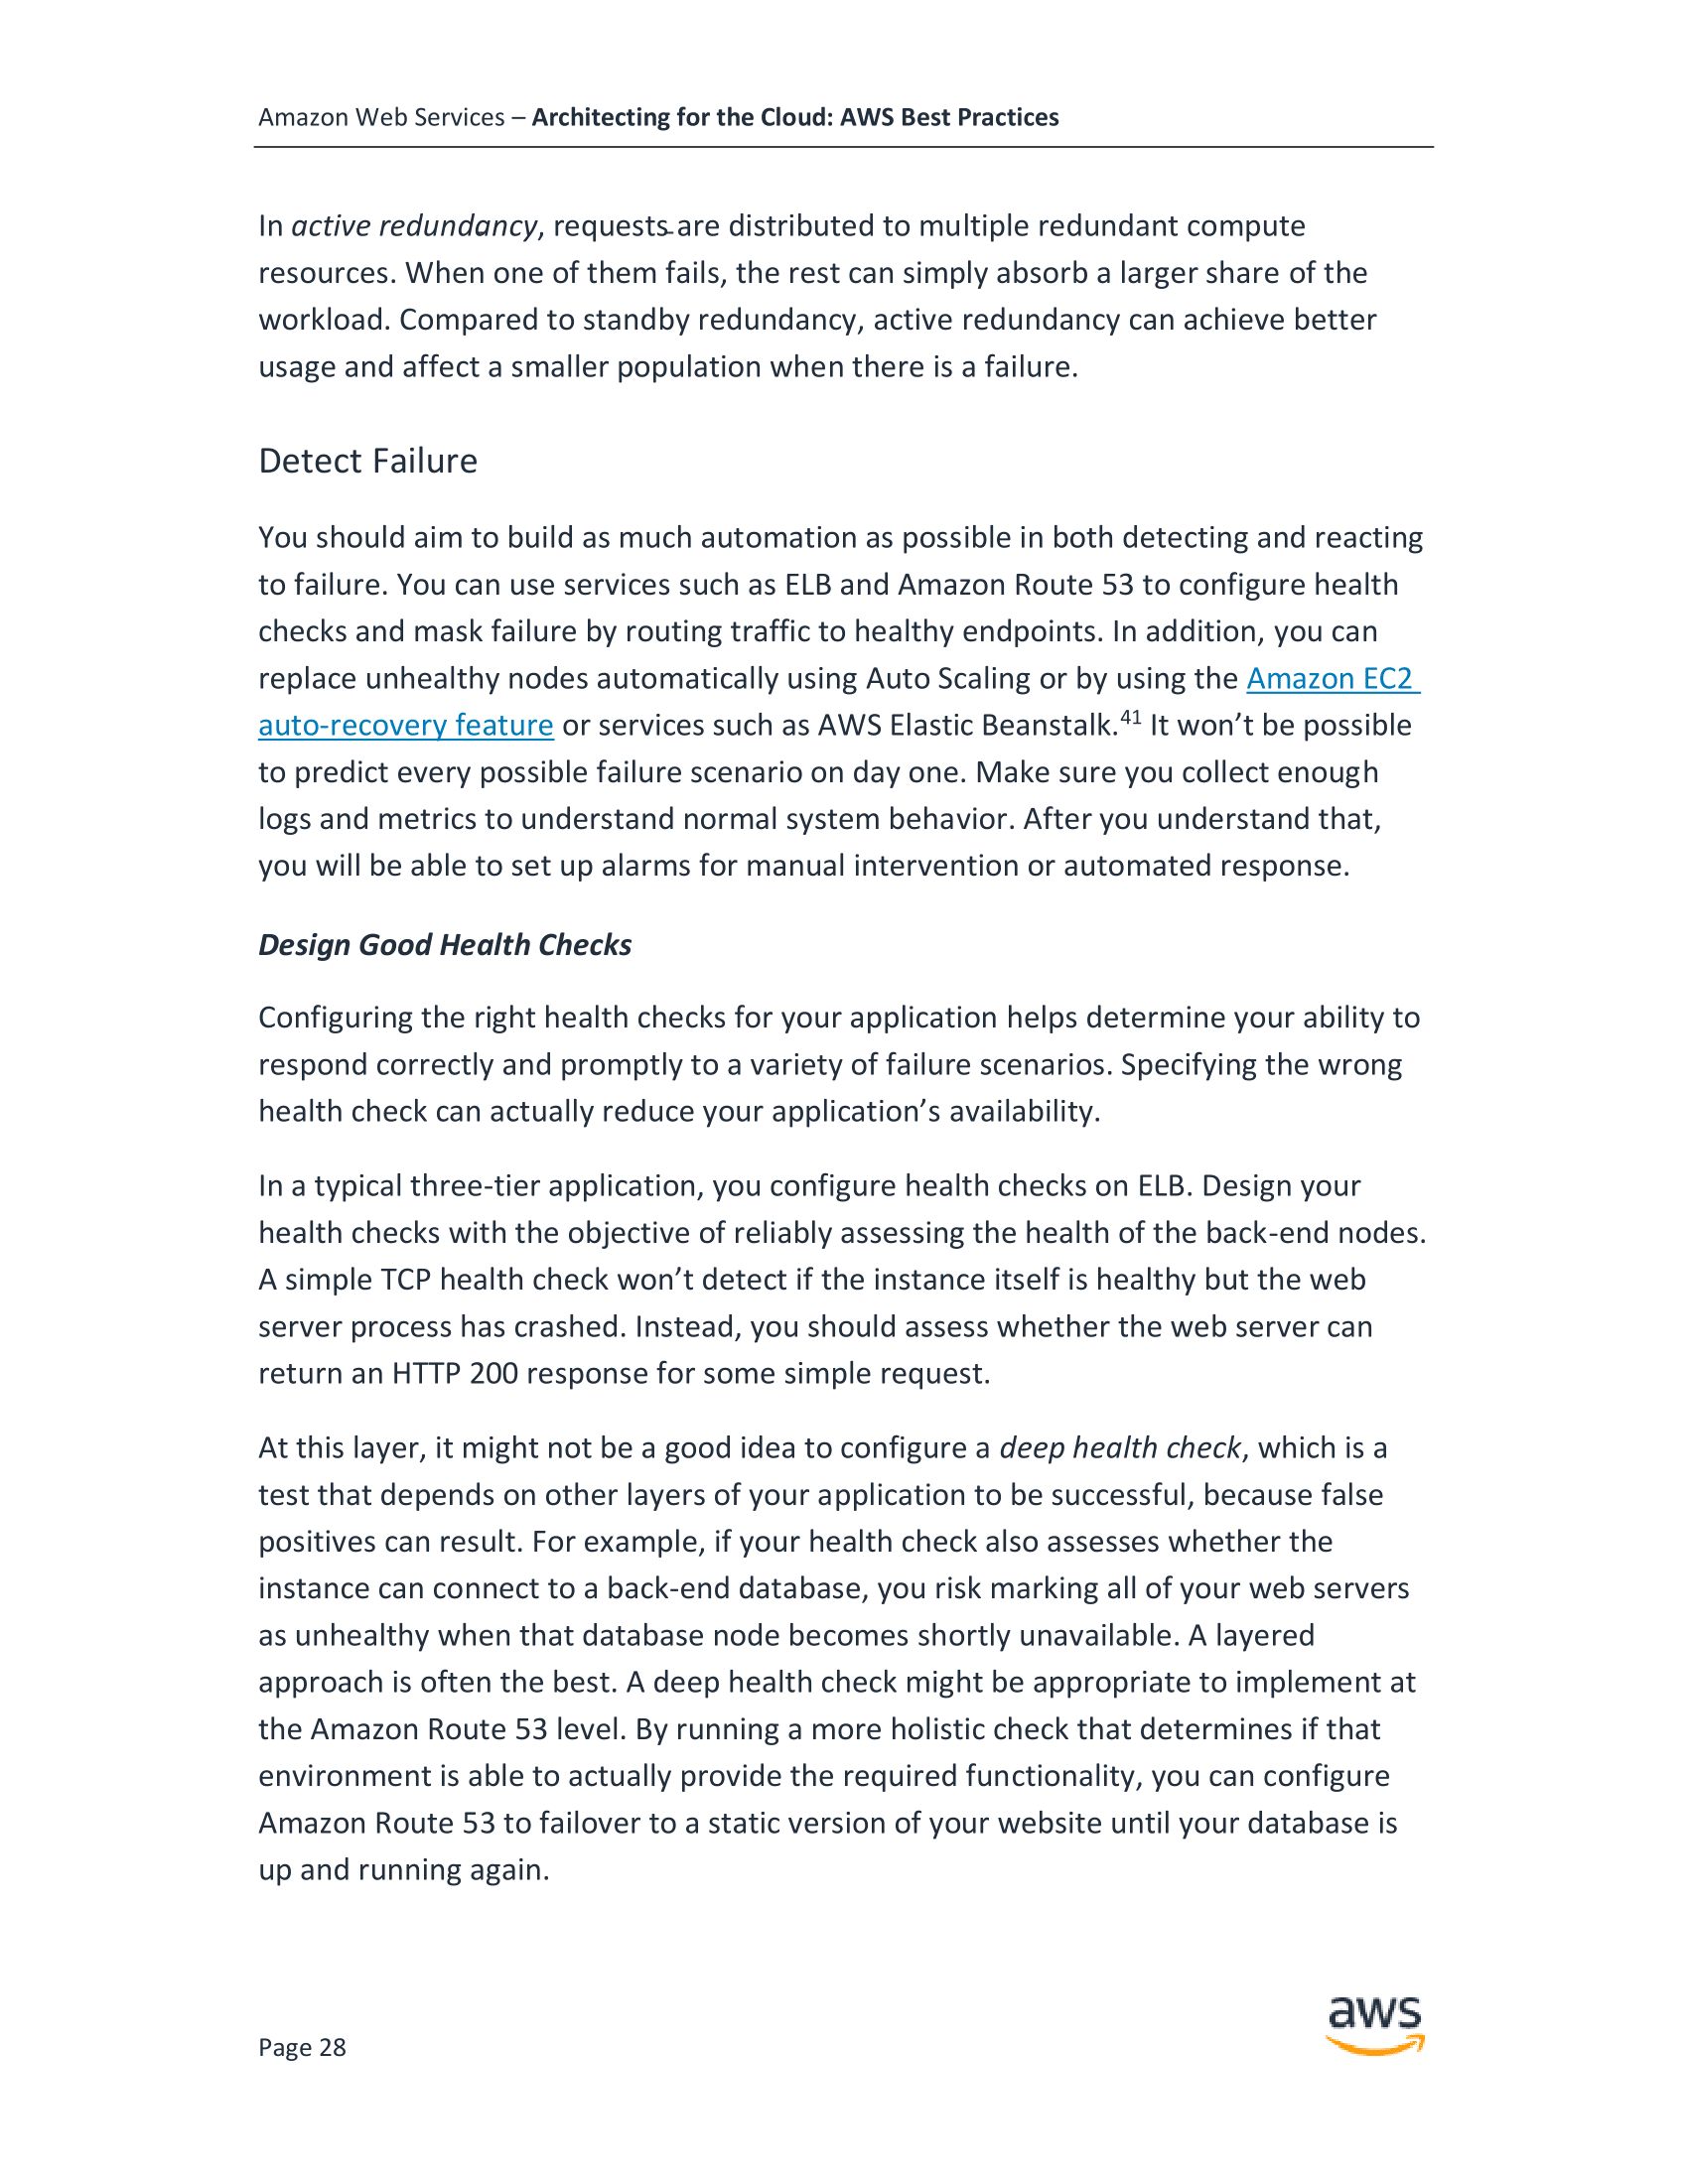 Amazon Web Services – Architecting for the Cloud: AWS Best Practices
In active redundancy, requests are distributed to multiple redundant compute
resources. When one of them fails, the rest can simply absorb a larger share of the
workload. Compared to standby redundancy, active redundancy can achieve better
usage and affect a smaller population when there is a failure.
Detect Failure
You should aim to build as much automation as possible in both detecting and reacting
to failure. You can use services such as ELB and Amazon Route 53 to configure health
checks and mask failure by routing traffic to healthy endpoints. In addition, you can
replace unhealthy nodes automatically using Auto Scaling or by using the Amazon EC2
auto-recovery feature or services such as AWS Elastic Beanstalk.41 It won’t be possible
to predict every possible failure scenario on day one. Make sure you collect enough
logs and metrics to understand normal system behavior. After you understand that,
you will be able to set up alarms for manual intervention or automated response.
Design Good Health Checks
Configuring the right health checks for your application helps determine your ability to
respond correctly and promptly to a variety of failure scenarios. Specifying the wrong
health check can actually reduce your application’s availability.
In a typical three-tier application, you configure health checks on ELB. Design your
health checks with the objective of reliably assessing the health of the back-end nodes.
A simple TCP health check won’t detect if the instance itself is healthy but the web
server process has crashed. Instead, you should assess whether the web server can
return an HTTP 200 response for some simple request.
At this layer, it might not be a good idea to configure a deep health check, which is a
test that depends on other layers of your application to be successful, because false
positives can result. For example, if your health check also assesses whether the
instance can connect to a back-end database, you risk marking all of your web servers
as unhealthy when that database node becomes shortly unavailable. A layered
approach is often the best. A deep health check might be appropriate to implement at
the Amazon Route 53 level. By running a more holistic check that determines if that
environment is able to actually provide the required functionality, you can configure
Amazon Route 53 to failover to a static version of your website until your database is
up and running again.
aws
Page 28